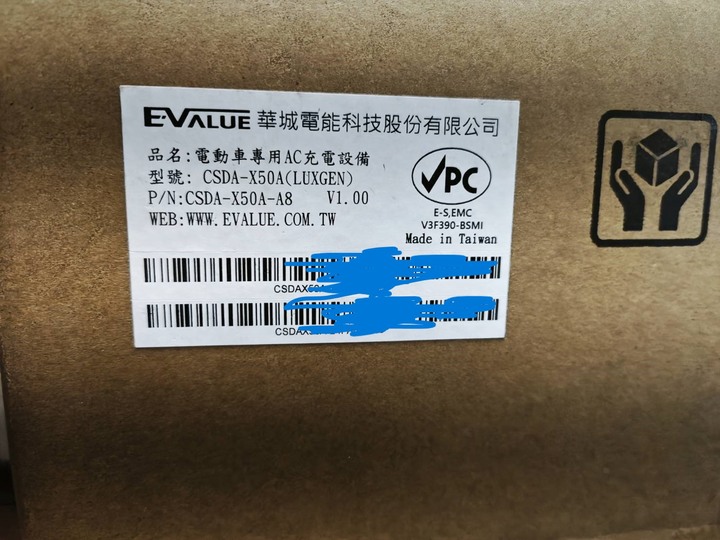 E-VALUE 華城電能科技股份有限公司
品名:電動車專用AC充電設備
型號: CSDA-X50A(LUXGEN)
P/N:CSDA-X50A-A8 V1.00
WEB:WWW.EVALUE.COM.TW
VPC
E-S,EMC
V3F390-BSMI
Made in Taiwan